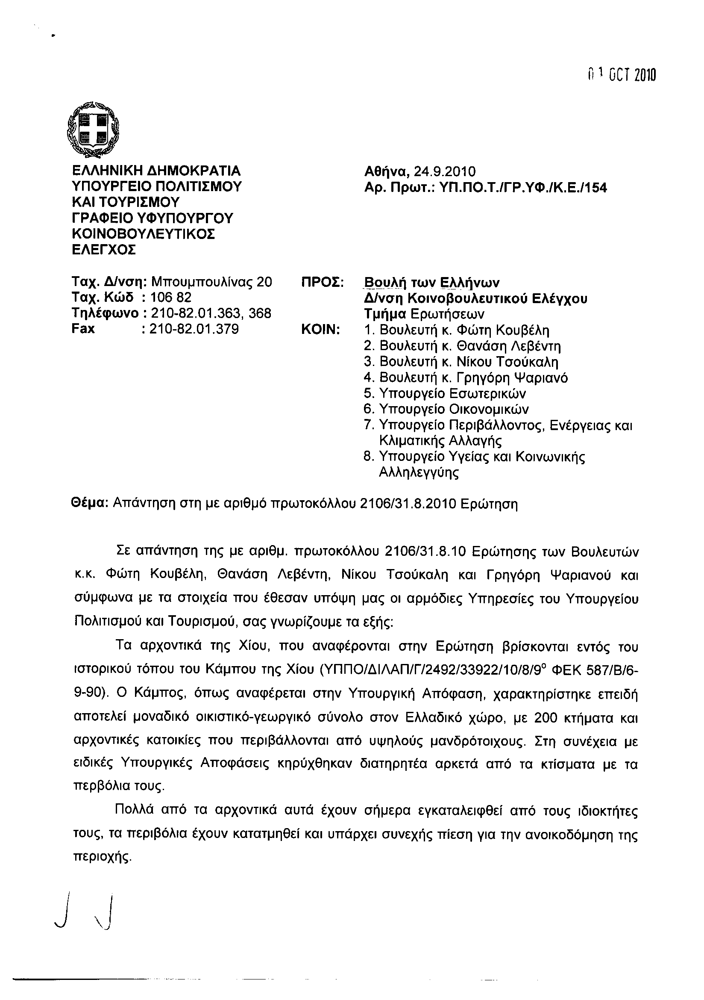 01 OCT 2010
ΕΛΛΗΝΙΚΗ ΔΗΜΟΚΡΑΤΙΑ
ΥΠΟΥΡΓΕΙΟ ΠΟΛΙΤΙΣΜΟΥ
ΚΑΙ ΤΟΥΡΙΣΜΟΥ
ΓΡΑΦΕΙΟ ΥΦΥΠΟΥΡΓΟΥ
ΚΟΙΝΟΒΟΥΛΕΥΤΙΚΟΣ
ΕΛΕΓΧΟΣ
Αθήνα, 24.9.2010
Αρ. Πρωτ.: ΥΠ.ΠΟ.Τ./ΓΡ.ΥΦ./Κ.Ε./154
Ταχ. Δ/νση: Μπουμπουλίνας 20
Ταχ. Κώδ : 106 82
Τηλέφωνο : 210-82.01.363, 368
Fax : 210-82.01.379
ΠΡΟΣ: Βουλή των Ελλήνων
Δ/νση Κοινοβουλευτικού Ελέγχου
Τμήμα Ερωτήσεων
ΚΟΙΝ: 1. Βουλευτή κ. Φώτη Κουβέλη
2. Βουλευτή κ. Θανάση Λεβέντη
3. Βουλευτή κ. Νίκου Τσούκαλη
4. Βουλευτή κ. Γρηγόρη Ψαριανό
5. Υπουργείο Εσωτερικών
6. Υπουργείο Οικονομικών
7. Υπουργείο Περιβάλλοντος, Ενέργειας και
Κλιματικής Αλλαγής
8. Υπουργείο Υγείας και Κοινωνικής
Αλληλεγγύης
Θέμα: Απάντηση στη με αριθμό πρωτοκόλλου 2106/31.8.2010 Ερώτηση
Σε απάντηση της με αριθμ. πρωτοκόλλου 2106/31.8.10 Ερώτησης των Βουλευτών
κ.κ. Φώτη Κουβέλη, Θανάση Λεβέντη, Νίκου Τσούκαλη και Γρηγόρη Ψαριανού και
σύμφωνα με τα στοιχεία που έθεσαν υπόψη μας οι αρμόδιες Υπηρεσίες του Υπουργείου
Πολιτισμού και Τουρισμού, σας γνωρίζουμε τα εξής:
Τα αρχοντικά της Χίου, που αναφέρονται στην Ερώτηση βρίσκονται εντός του
ιστορικού τόπου του Κάμπου της Χίου (ΥΠΠΟ/ΔΙΛΑΠ/Γ/2492/33922/10/8/9° ΦΕΚ 587/Β/6-
9-90). Ο Κάμπος, όπως αναφέρεται στην Υπουργική Απόφαση, χαρακτηρίστηκε επειδή
αποτελεί μοναδικό οικιστικό-γεωργικό σύνολο στον Ελλαδικό χώρο, με 200 κτήματα και
αρχοντικές κατοικίες που περιβάλλονται από υψηλούς μανδρότοιχους. Στη συνέχεια με
ειδικές Υπουργικές Αποφάσεις κηρύχθηκαν διατηρητέα αρκετά από τα κτίσματα με τα
περβόλια τους.
Πολλά από τα αρχοντικά αυτά έχουν σήμερα εγκαταλειφθεί από τους ιδιοκτήτες
τους, τα περιβόλια έχουν κατατμηθεί και υπάρχει συνεχής πίεση για την ανοικοδόμηση της
περιοχής.